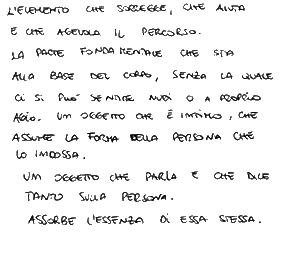 L'ELEMENTO CHE SORREGGE, CHE AIUTA
E CHE AGEVOLA IL PERCORSO.
LA PARTE FONDAMENTALE CHE STA
ALLA BASE DEL CORPO, SENZA LA QUALE
CI SI PUÒ SENTIRE NUDI O A PROPRIO
AGIO. UN OGGETTO CHE È INTIMO, CHE
ASSUME LA FORMA DELLA PERSONA CHE
LO INDOSSA.
UN OGGETTO CHE PARLA E CHE DICE
TANTO SULLA PERSONA.
ASSORBE L'ESSENZA DI ESSA STESSA.